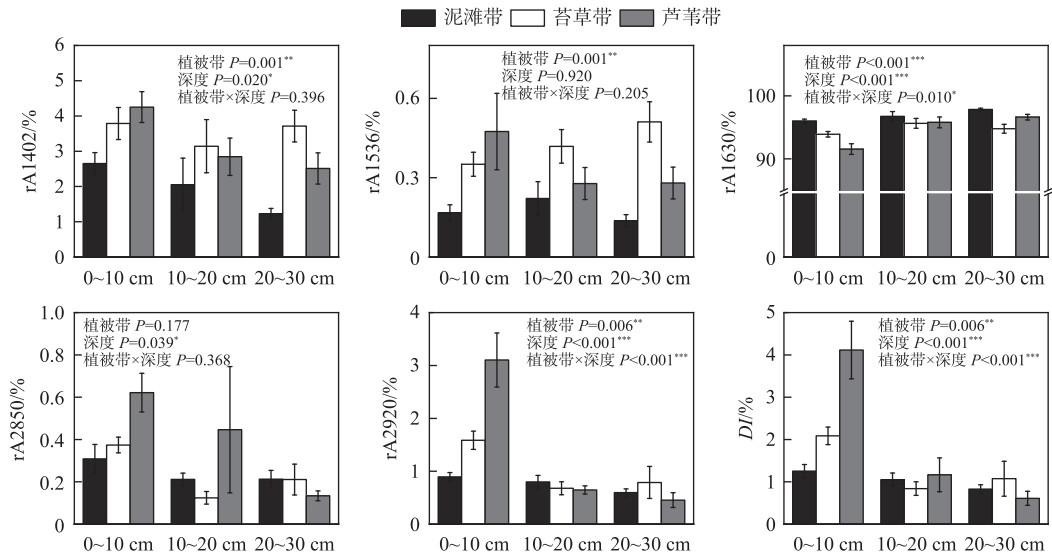 泥滩带 苔草带 芦苇带
rA1402/%
6
5
4
3
2
1
0
植被带 P=0.001**
深度 P=0.020*
植被带×深度 P=0.396
0~10 cm 10~20 cm 20~30 cm
rA1536/%
0.6
0.3
0
植被带 P=0.001**
深度 P=0.920
植被带×深度 P=0.205
0~10 cm 10~20 cm 20~30 cm
rA1630/%
100
90
0
植被带 P<0.001***
深度 P<0.001***
植被带×深度 P=0.010*
0~10 cm 10~20 cm 20~30 cm
rA2850/%
1.0
0.8
0.6
0.4
0.2
0
植被带 P=0.177
深度 P=0.039*
植被带×深度 P=0.368
0~10 cm 10~20 cm 20~30 cm
rA2920/%
4
3
2
1
0
植被带 P=0.006**
深度 P<0.001***
植被带×深度 P<0.001***
0~10 cm 10~20 cm 20~30 cm
DI/%
5
4
3
2
1
0
植被带 P=0.006**
深度 P<0.001***
植被带×深度 P<0.001***
0~10 cm 10~20 cm 20~30 cm